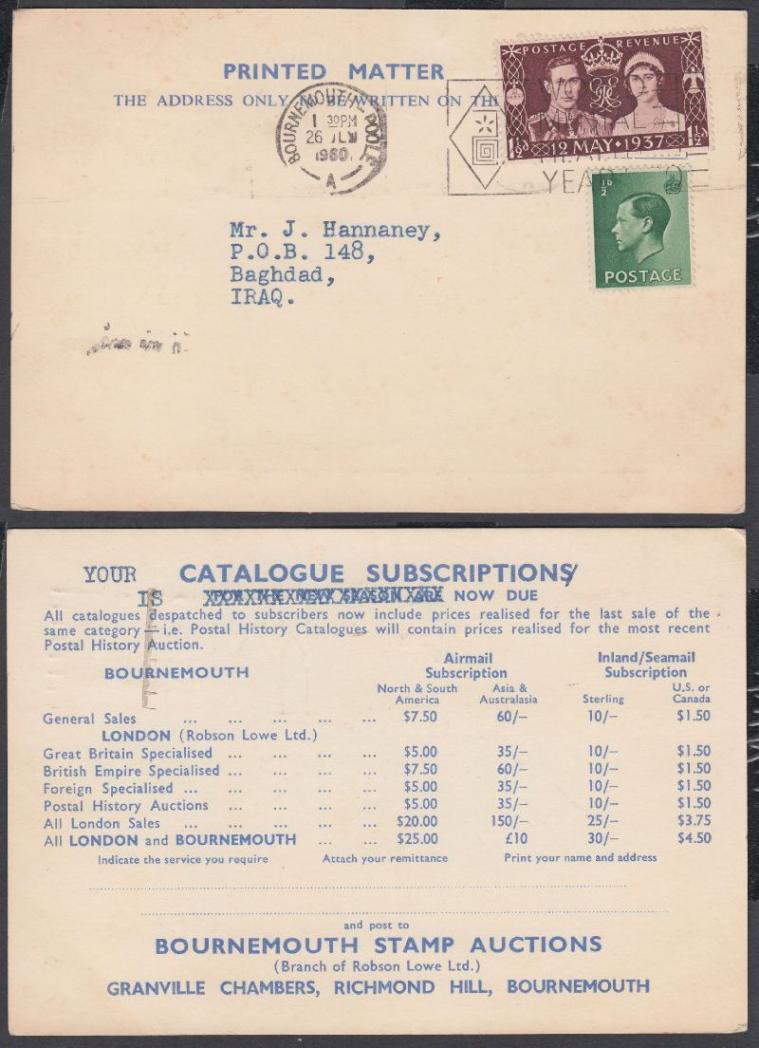 PRINTED MATTER
THE ADDRESS ONLY
BE WRITTEN ON THI
BOURNEMOUTH POOLE
1 30PM
26 JLY
1960
A
POSTAGE REVENUE
1½d 12 MAY · 1937 1½d
YEAR
½d
POSTAGE
Mr. J. Hannaney,
P.O.B. 148,
Baghdad,
IRAQ.
YOUR CATALOGUE SUBSCRIPTIONS/
IS FOR THE NEW SEASON ARE NOW DUE
All catalogues despatched to subscribers now include prices realised for the last sale of the
same category—i.e. Postal History Catalogues will contain prices realised for the most recent
Postal History Auction.
Airmail Subscription
Inland/Seamail Subscription
BOURNEMOUTH
North & South America
Asia & Australasia
Sterling
U.S. or Canada
General Sales ... ... ... ... ... $7.50 60/– 10/– $1.50
LONDON (Robson Lowe Ltd.)
Great Britain Specialised ... ... ... ... $5.00 35/– 10/– $1.50
British Empire Specialised ... ... ... ... $7.50 60/– 10/– $1.50
Foreign Specialised ... ... ... ... ... $5.00 35/– 10/– $1.50
Postal History Auctions ... ... ... ... $5.00 35/– 10/– $1.50
All London Sales ... ... ... ... ... $20.00 150/– 25/– $3.75
All LONDON and BOURNEMOUTH ... ... $25.00 £10 30/– $4.50
Indicate the service you require Attach your remittance Print your name and address
and post to
BOURNEMOUTH STAMP AUCTIONS
(Branch of Robson Lowe Ltd.)
GRANVILLE CHAMBERS, RICHMOND HILL, BOURNEMOUTH